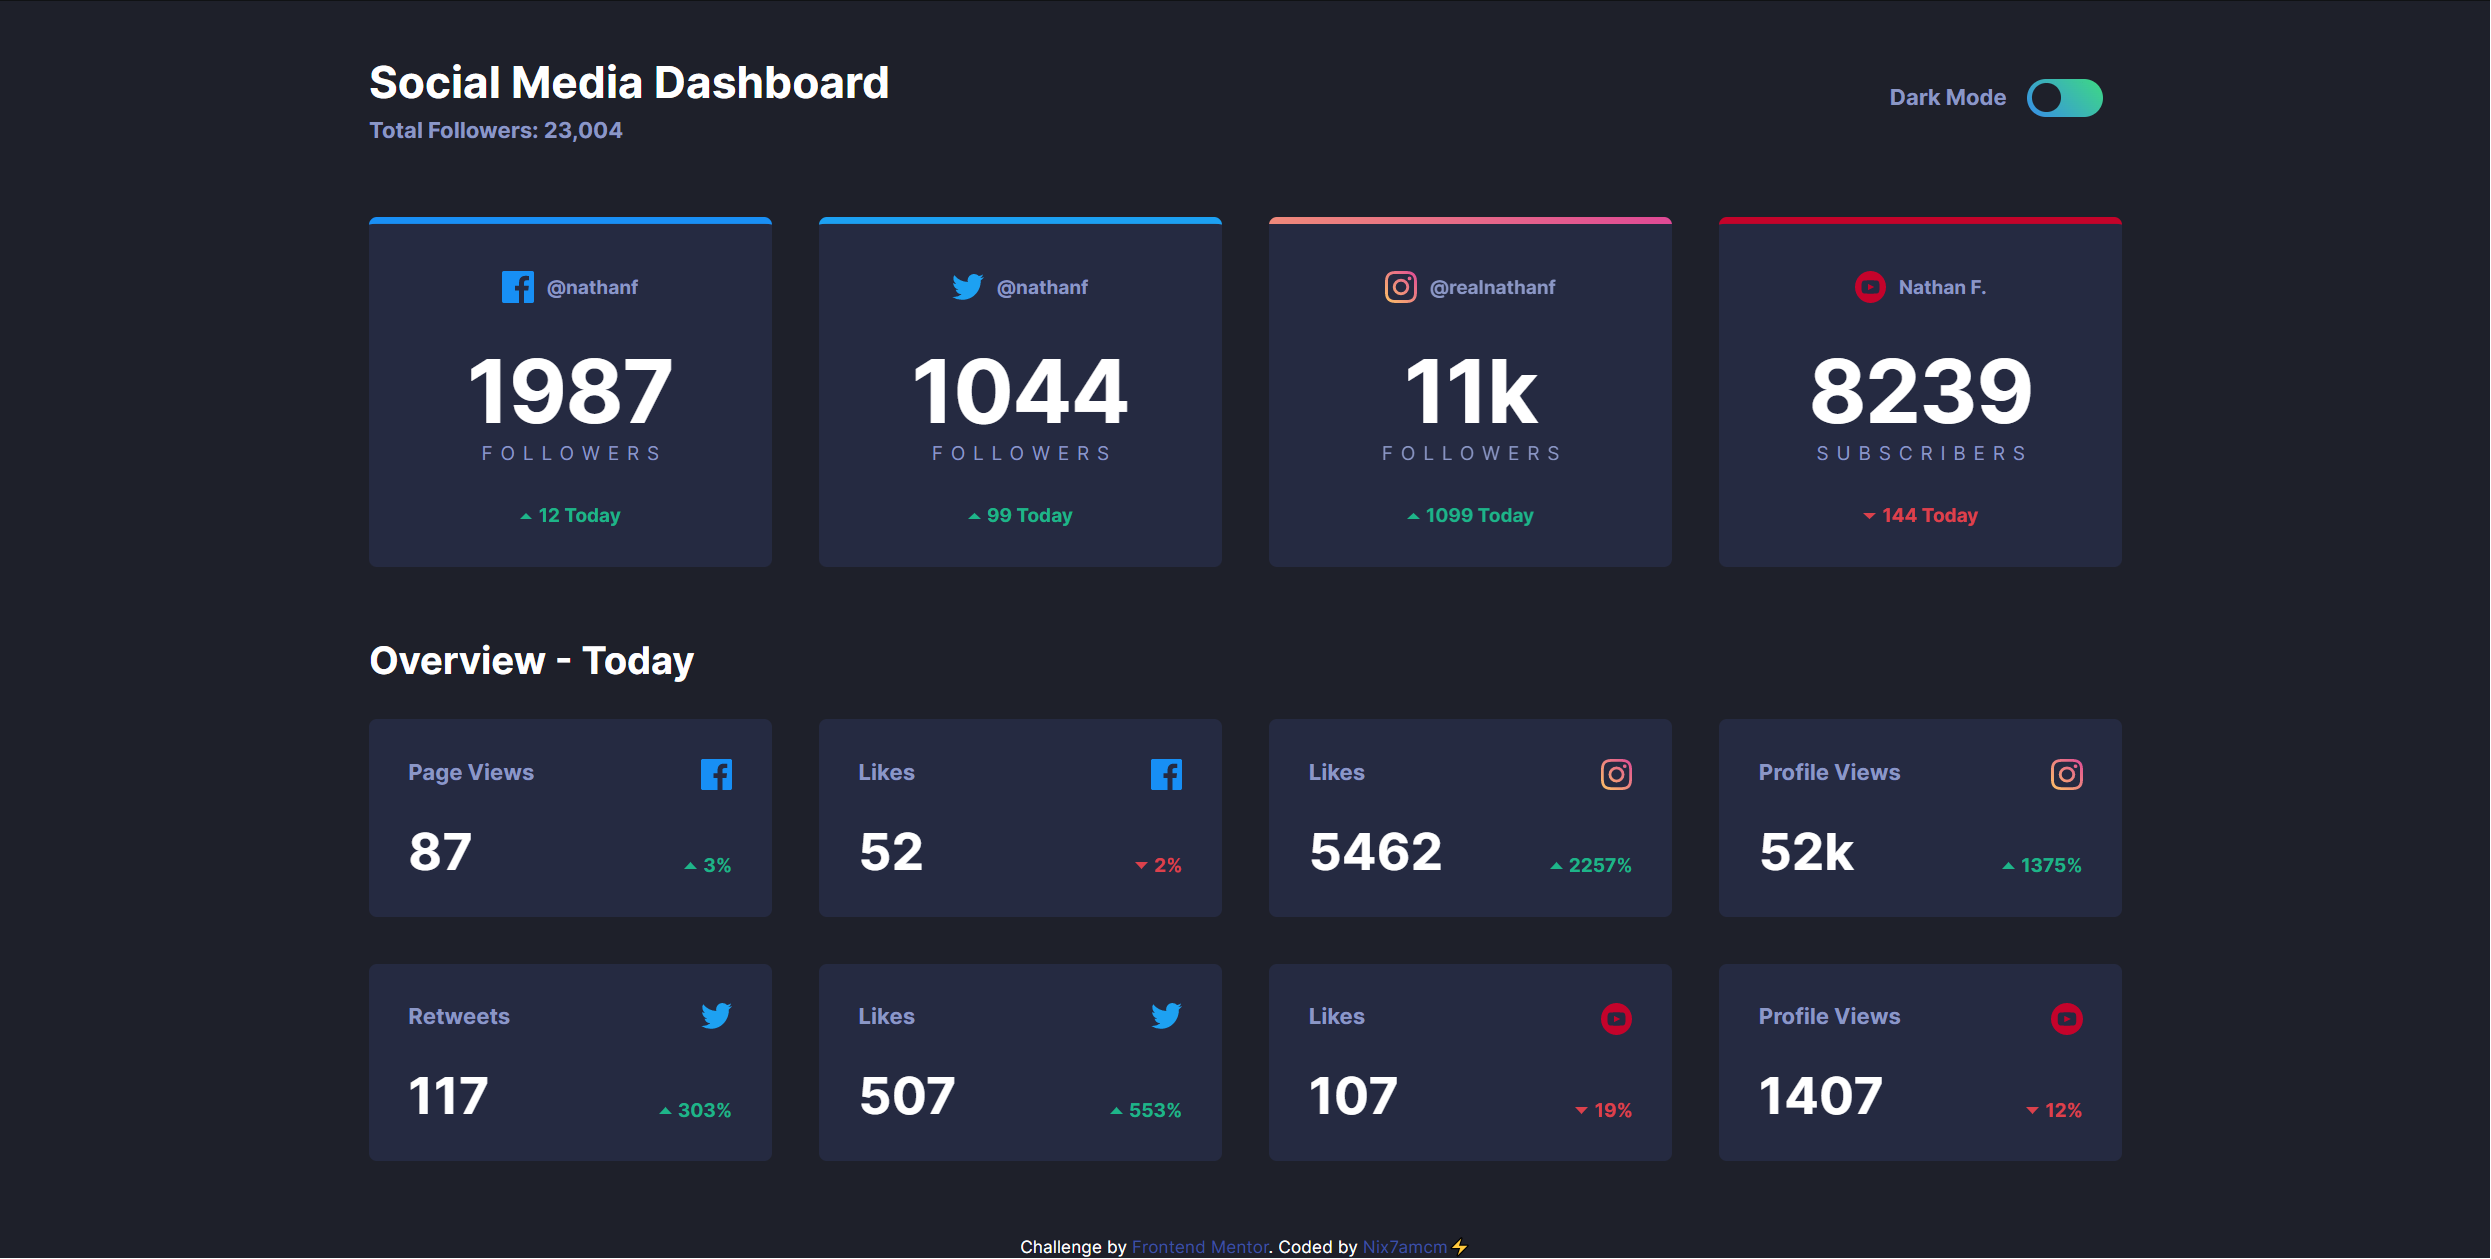 Social Media Dashboard
Total Followers: 23,004
Dark Mode
@nathanf
1987
FOLLOWERS
12 Today
@nathanf
1044
FOLLOWERS
99 Today
@realnathanf
11k
FOLLOWERS
1099 Today
Nathan F.
8239
SUBSCRIBERS
144 Today
Overview - Today
Page Views
87
3%
Likes
52
2%
Likes
5462
2257%
Profile Views
52k
1375%
Retweets
117
303%
Likes
507
553%
Likes
107
19%
Profile Views
1407
12%
Challenge by Frontend Mentor. Coded by Nix7amcm⚡